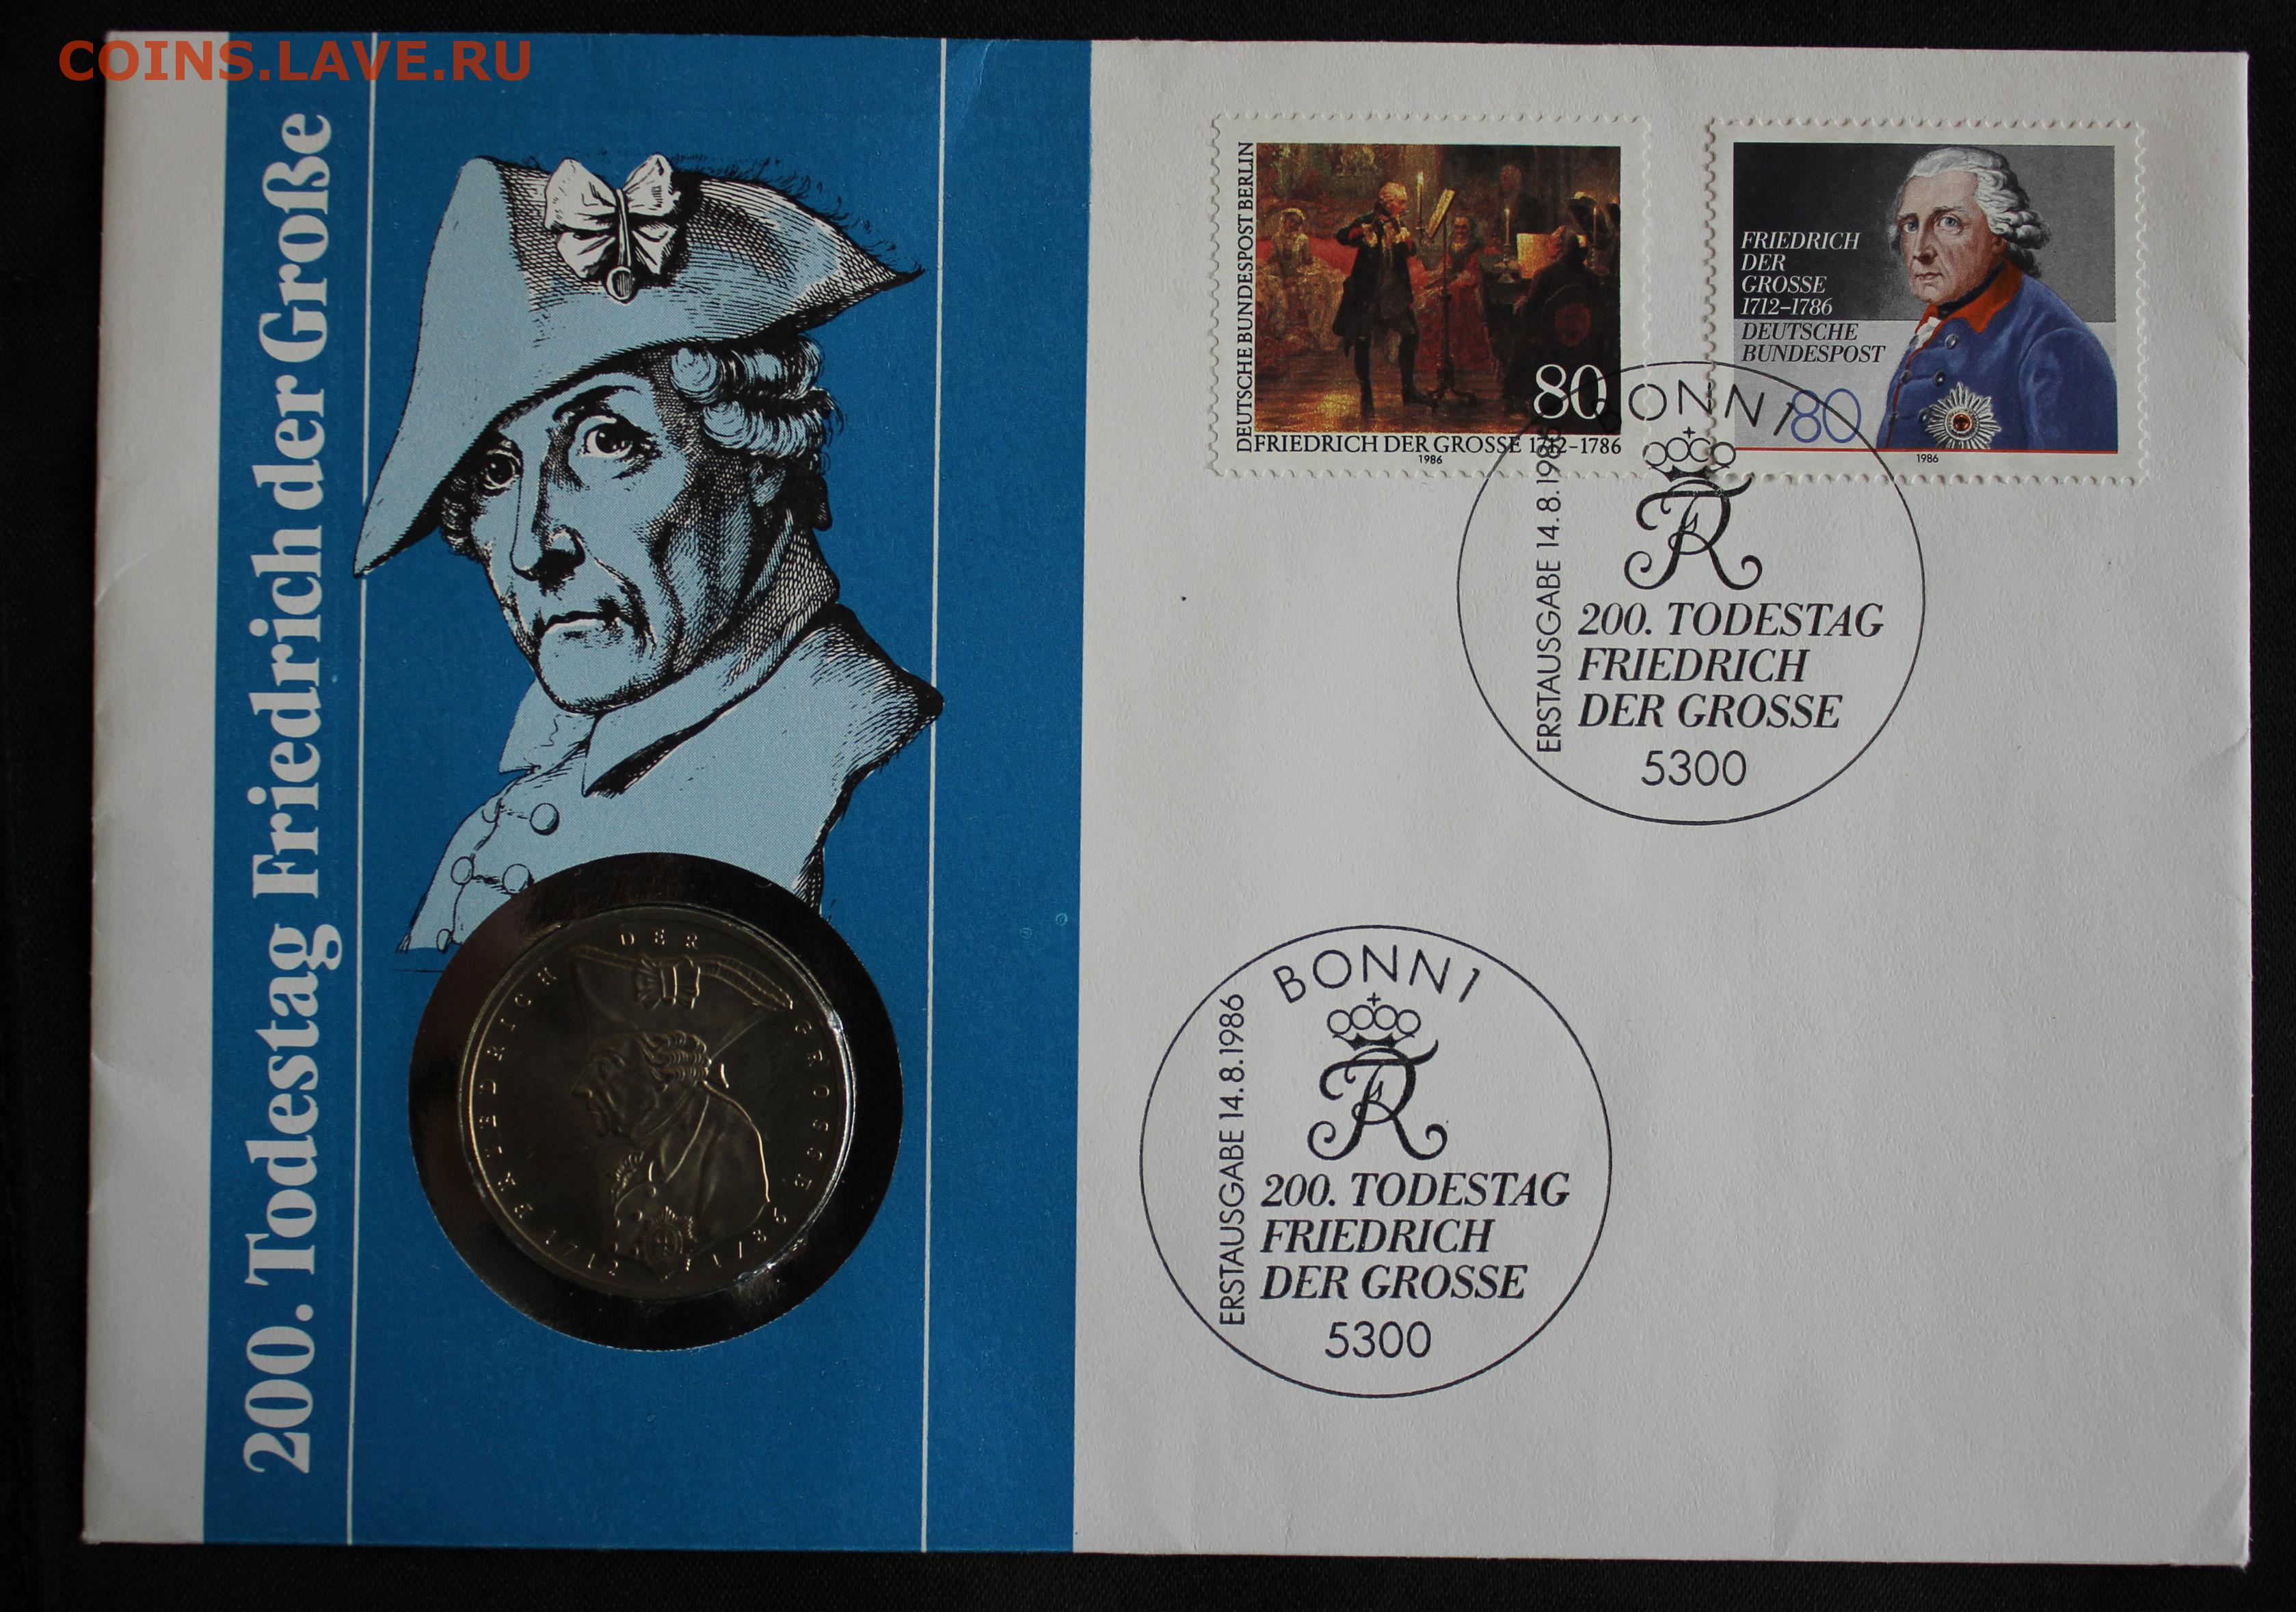 COINS.LAVE.RU
200. Todestag Friedrich der Große
DEUTSCHE BUNDESPOST BERLIN
80
FRIEDRICH DER GROSSE 1712–1786
1986
FRIEDRICH
DER
GROSSE
1712–1786
DEUTSCHE
BUNDESPOST
80
1986
BONN 1
ERSTAUSGABE 14.8.1986
FR
200. TODESTAG
FRIEDRICH
DER GROSSE
5300
FRIEDRICH DER GROSSE
1712 1786
BONN 1
ERSTAUSGABE 14.8.1986
FR
200. TODESTAG
FRIEDRICH
DER GROSSE
5300